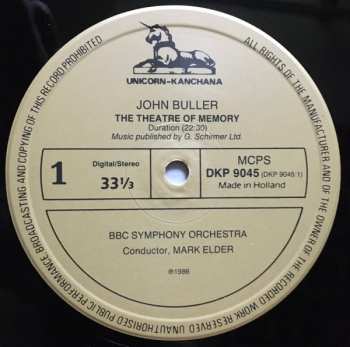 ALL RIGHTS OF THE MANUFACTURER AND OF THE OWNER OF THE RECORDED WORK RESERVED UNAUTHORISED PUBLIC PERFORMANCE BROADCASTING AND COPYING OF THIS RECORD PROHIBITED
UNICORN-KANCHANA
JOHN BULLER
THE THEATRE OF MEMORY
Duration (22:30)
Music published by G. Schirmer Ltd.
1
Digital/Stereo
33⅓
MCPS
DKP 9045 (DKP 9045/1)
Made in Holland
BBC SYMPHONY ORCHESTRA
Conductor, MARK ELDER
℗1986